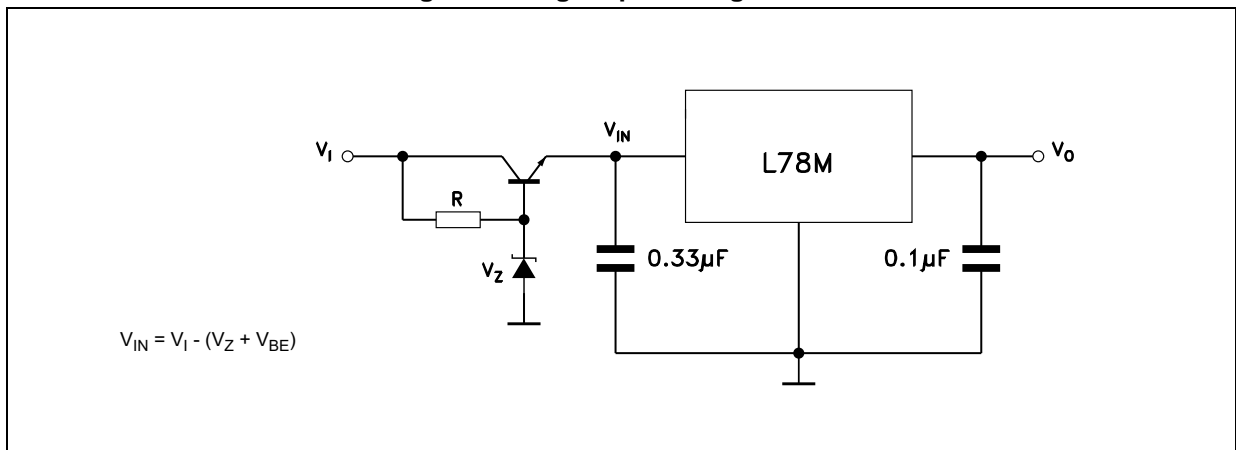 V_IN
V_I
L78M
V_O
R
0.33µF
0.1µF
V_Z
V_IN = V_I - (V_Z + V_BE)